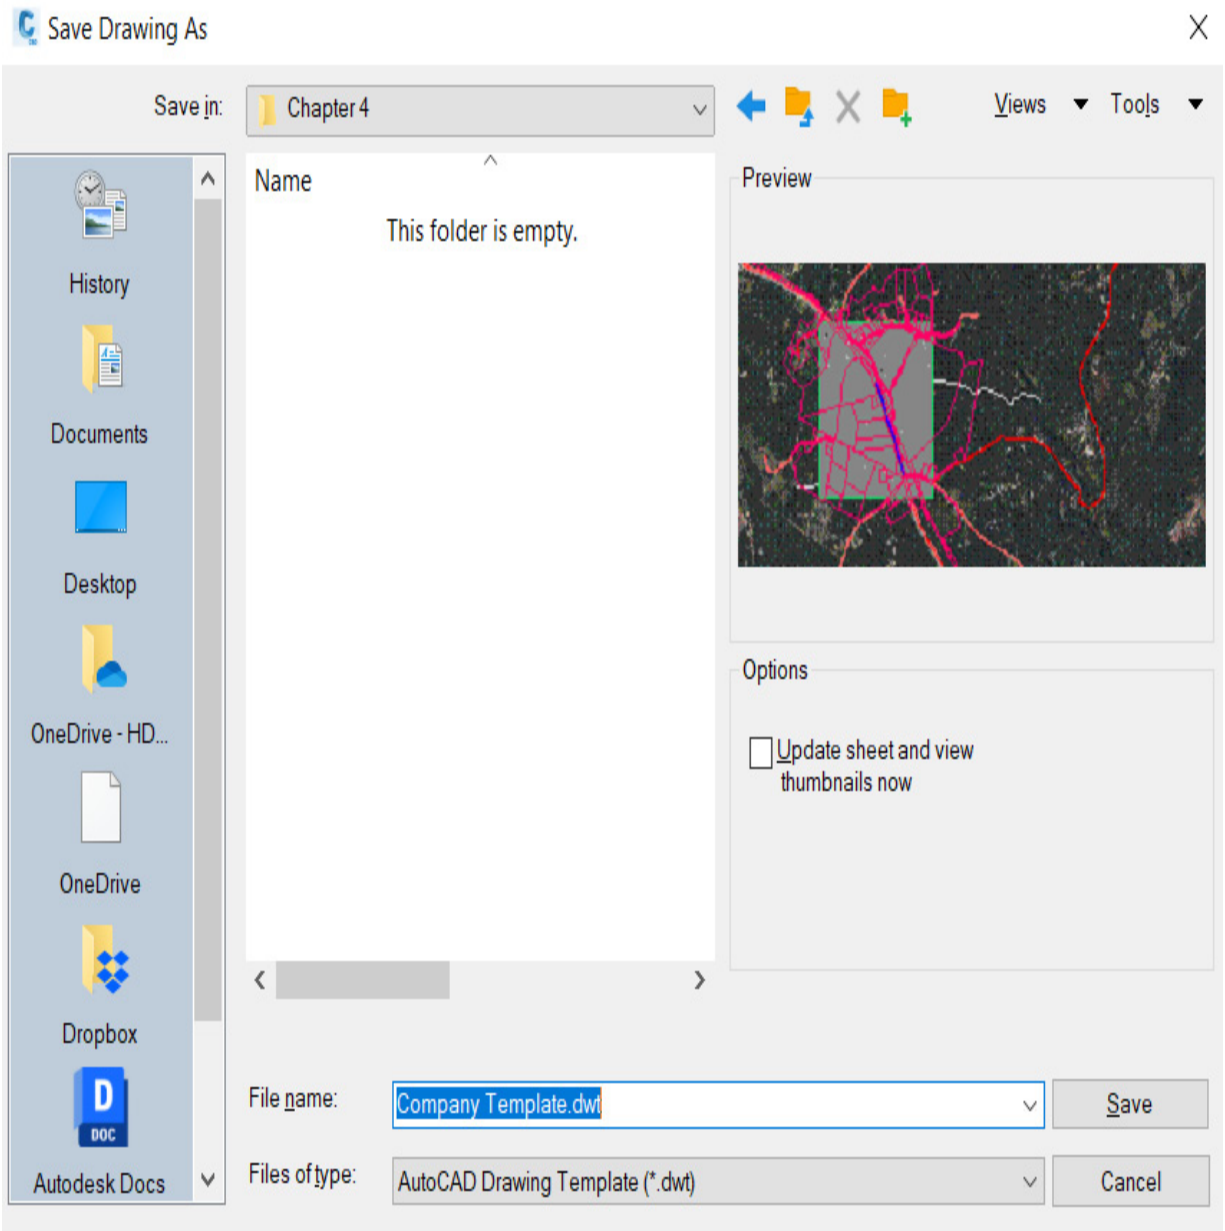 Save Drawing As
Save in:
Chapter 4
Views
Tools
History
Documents
Desktop
OneDrive - HD...
OneDrive
Dropbox
D
DOC
Autodesk Docs
Name
This folder is empty.
Preview
Options
Update sheet and view
thumbnails now
File name:
Company Template.dwt
Save
Files of type:
AutoCAD Drawing Template (*.dwt)
Cancel